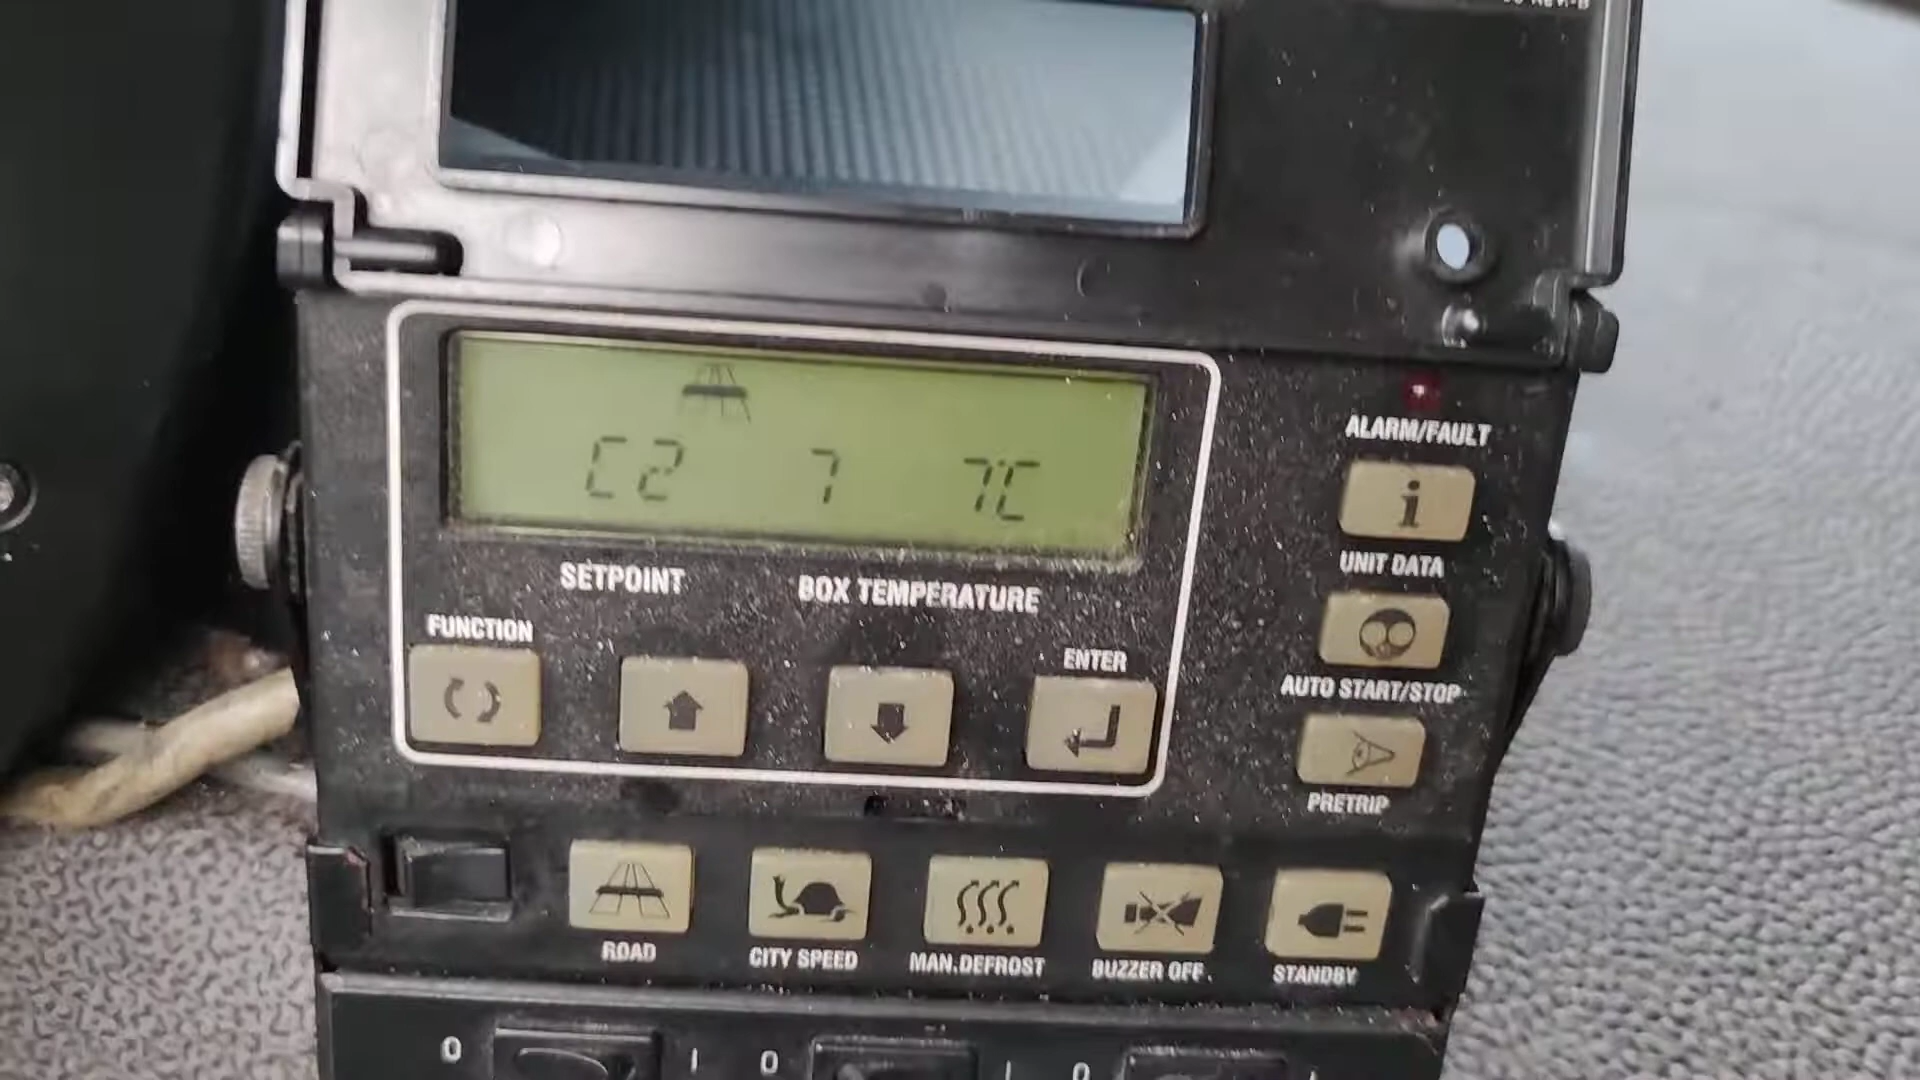 REV.-B
C2 7 7C
SETPOINT BOX TEMPERATURE
FUNCTION
ENTER
ALARM/FAULT
i
UNIT DATA
AUTO START/STOP
PRETRIP
ROAD CITY SPEED MAN.DEFROST BUZZER OFF. STANDBY
0 I 0 I 0